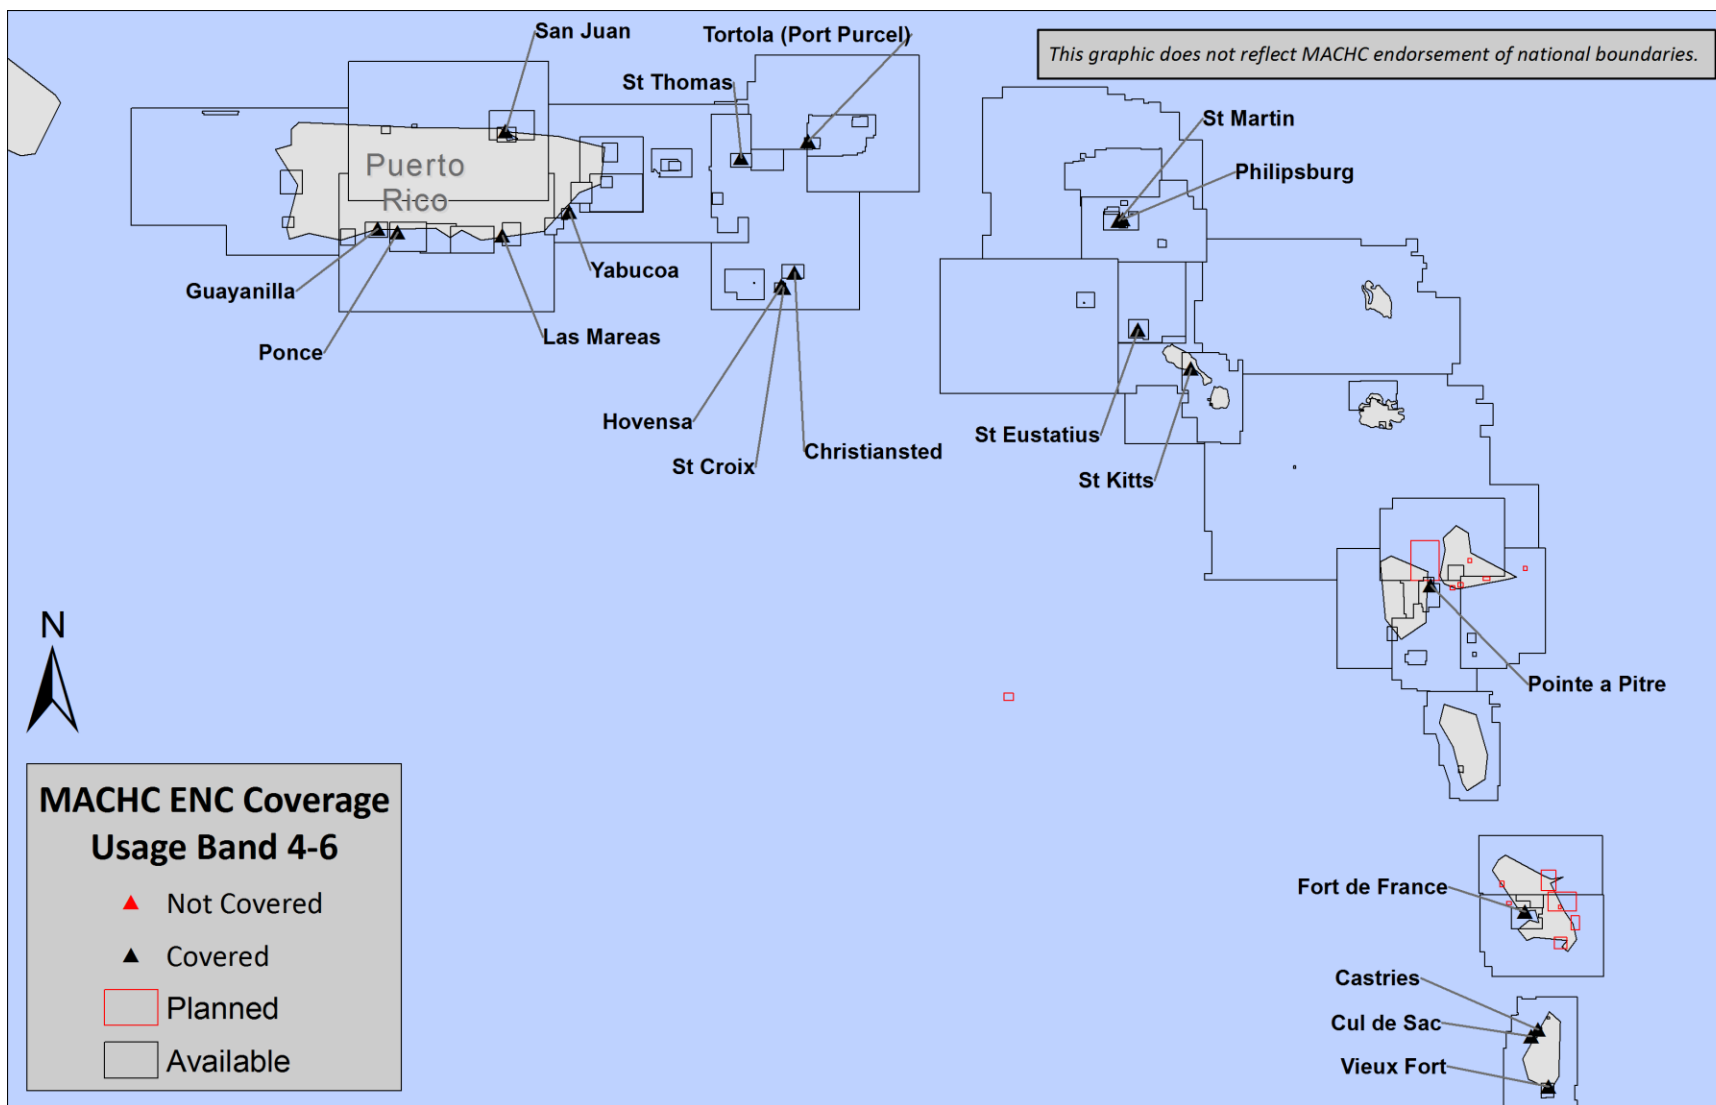 San Juan
Tortola (Port Purcel)
This graphic does not reflect MACHC endorsement of national boundaries.
St Thomas
St Martin
Puerto
Rico
Philipsburg
Yabucoa
Guayanilla
Las Mareas
Ponce
Hovensa
St Croix
Christiansted
St Eustatius
St Kitts
N
Pointe a Pitre
MACHC ENC Coverage
Usage Band 4-6
Not Covered
Covered
Planned
Available
Fort de France
Castries
Cul de Sac
Vieux Fort